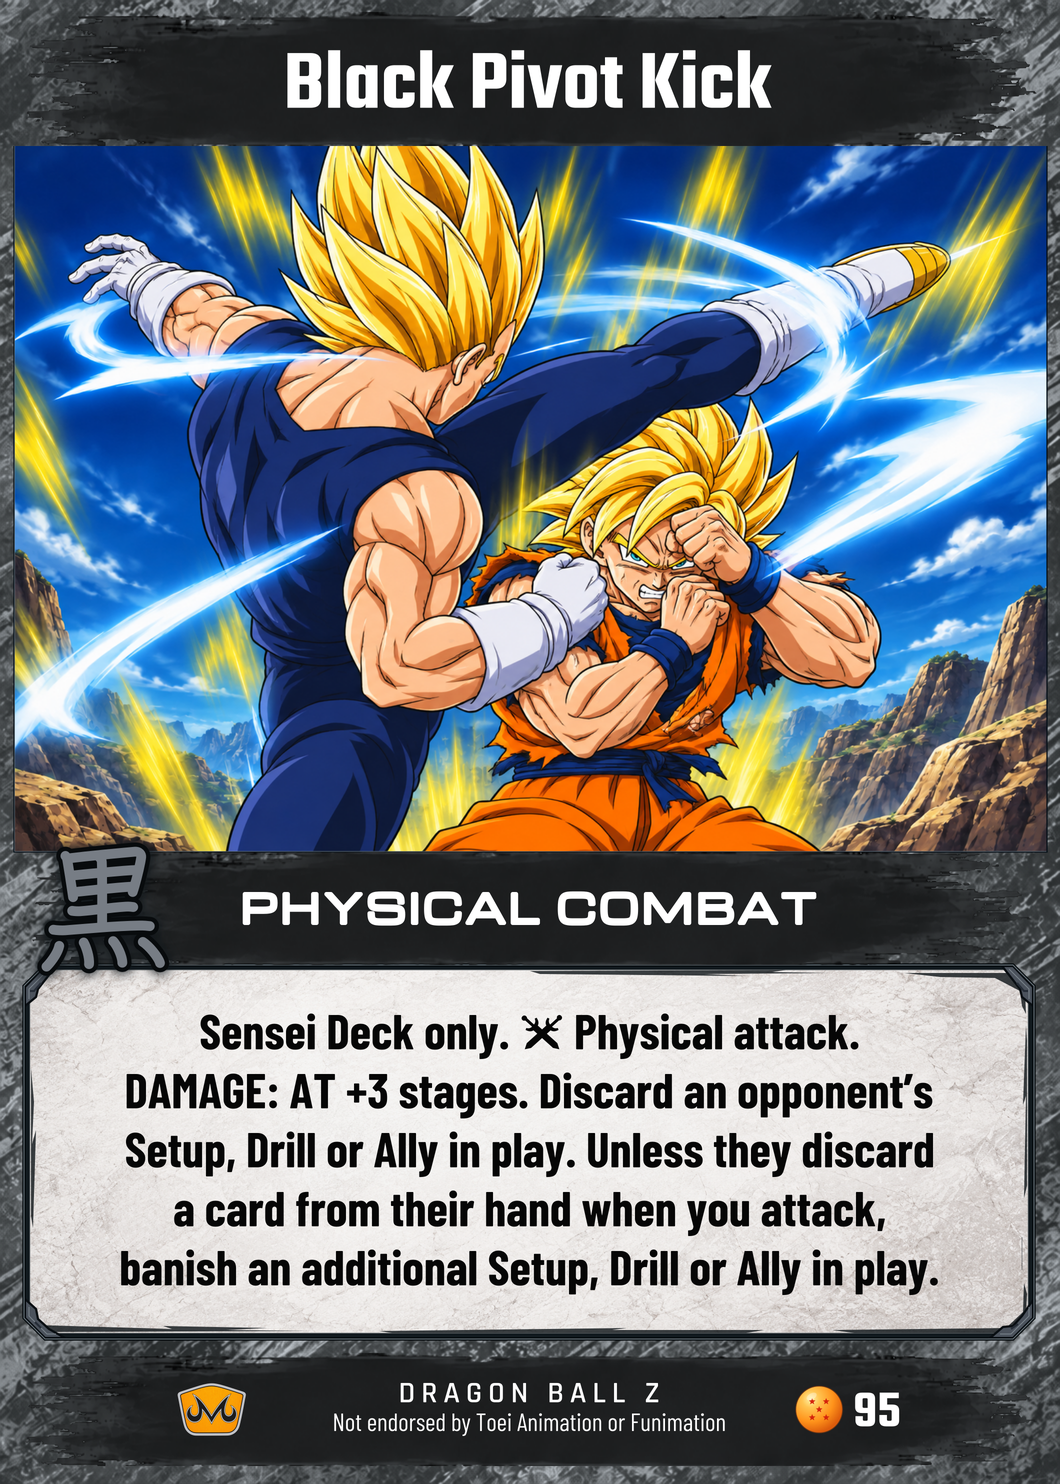 Black Pivot Kick
黒
PHYSICAL COMBAT
Sensei Deck only. Physical attack.
DAMAGE: AT +3 stages. Discard an opponent’s
Setup, Drill or Ally in play. Unless they discard
a card from their hand when you attack,
banish an additional Setup, Drill or Ally in play.
DRAGON BALL Z
Not endorsed by Toei Animation or Funimation
95